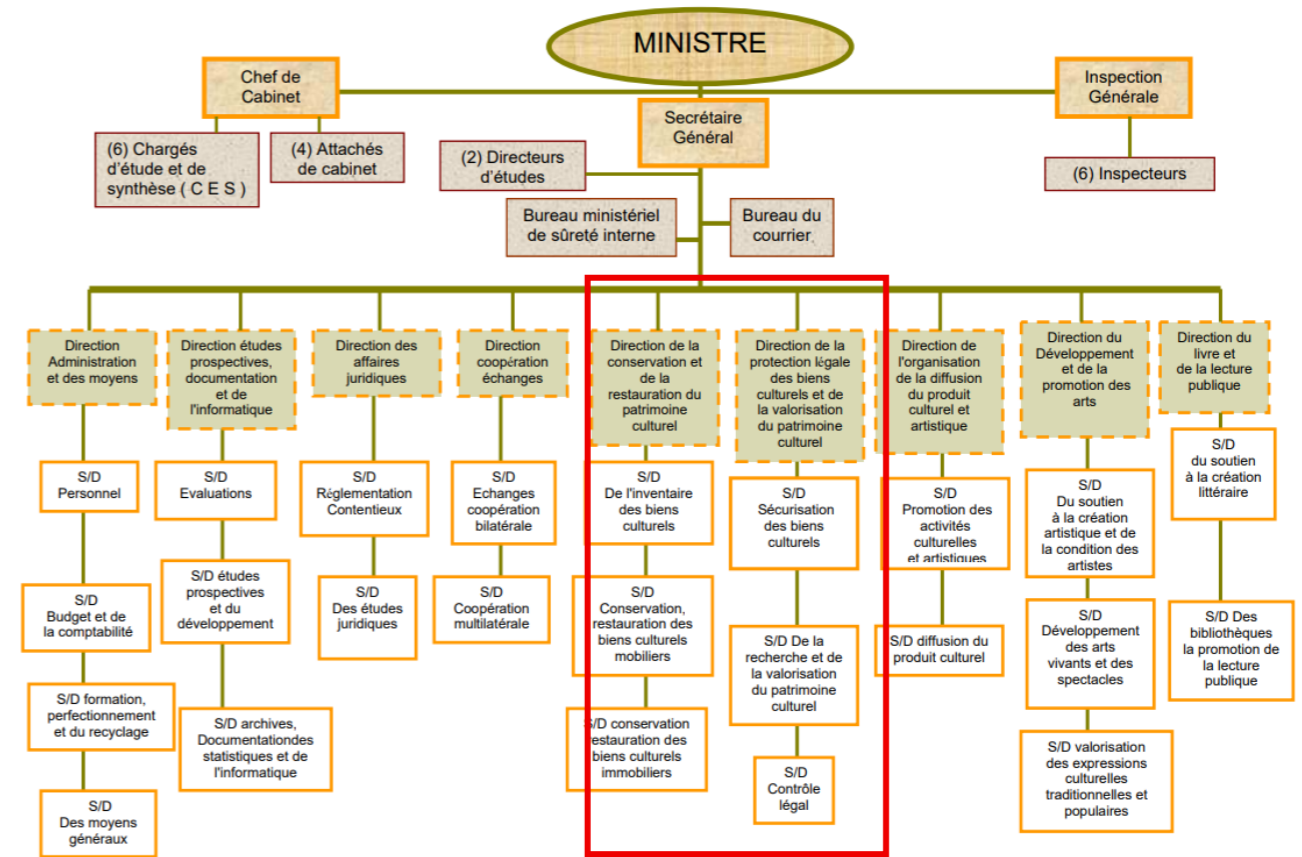 MINISTRE
Chef de
Cabinet
Inspection
Générale
Secrétaire
Général
(6) Chargés
d'étude et de
synthèse ( C E S )
(4) Attachés
de cabinet
(2) Directeurs
d'études
(6) Inspecteurs
Bureau ministériel
de sûreté interne
Bureau du
courrier
Direction
Administration
et des moyens
Direction études
prospectives,
documentation
et de
l'informatique
Direction des
affaires
juridiques
Direction
coopération
échanges
Direction de la
conservation et
de la
restauration du
patrimoine
culturel
Direction de la
protection légale
des biens
culturels et de
la valorisation
du patrimoine
culturel
Direction de
l'organisation
de la diffusion
du produit
culturel et
artistique
Direction du
Développement
et de la
promotion des
arts
Direction du
livre et
de la lecture
publique
S/D
Personnel
S/D
Budget et de
la comptabilité
S/D formation,
perfectionnement
et du recyclage
S/D
Des moyens
généraux
S/D
Evaluations
S/D études
prospectives
et du
développement
S/D archives,
Documentationdes
statistiques et de
l'informatique
S/D
Réglementation
Contentieux
S/D
Des études
juridiques
S/D
Echanges
coopération
bilatérale
S/D
Coopération
multilatérale
S/D
De l'inventaire
des biens
culturels
S/D
Conservation,
restauration des
biens culturels
mobiliers
S/D conservation
restauration des
biens culturels
immobiliers
S/D
Sécurisation
des biens
culturels
S/D De la
recherche et de
la valorisation
du patrimoine
culturel
S/D
Contrôle
légal
S/D
Promotion des
activités
culturelles
et artistiques
S/D diffusion du
produit culturel
S/D
Du soutien
à la création
artistique et de
la condition des
artistes
S/D
Développement
des arts
vivants et des
spectacles
S/D valorisation
des expressions
culturelles
traditionnelles et
populaires
S/D
du soutien
à la création
littéraire
S/D Des
bibliothèques
la promotion de
la lecture
publique